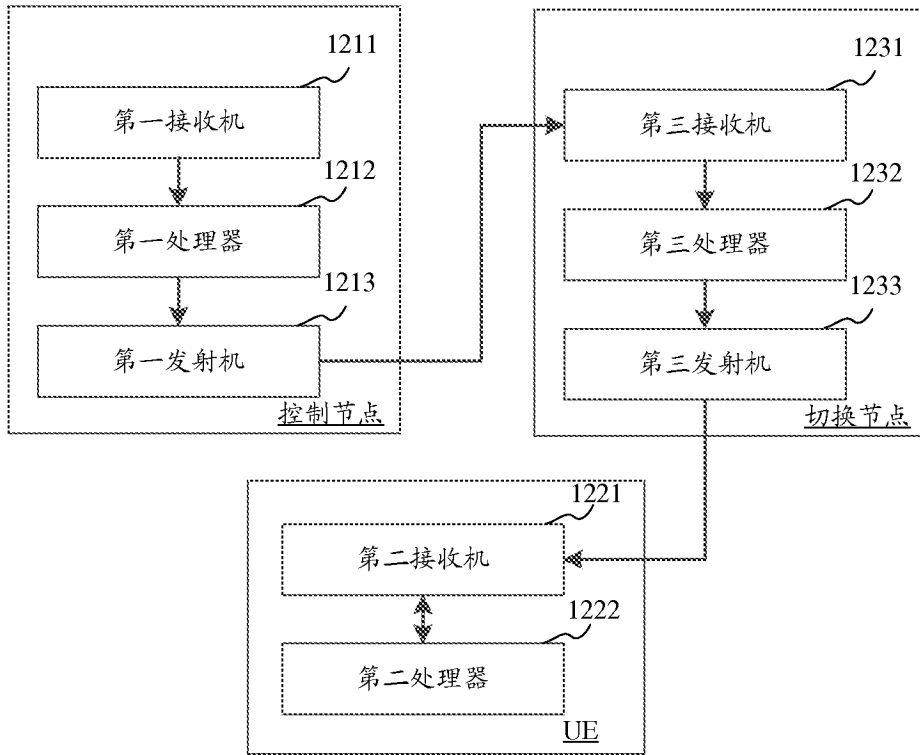 1211
第一接收机
1212
第一处理器
1213
第一发射机
控制节点
1231
第三接收机
1232
第三处理器
1233
第三发射机
切换节点
1221
第二接收机
1222
第二处理器
UE